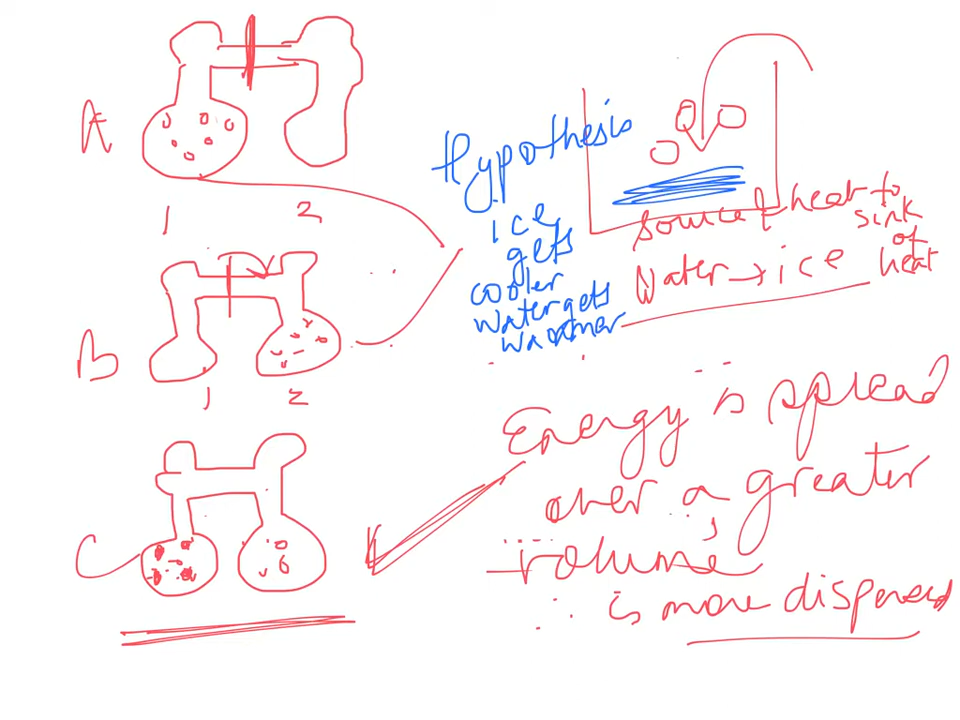 A
1 2
B
1 2
C
Hypothesis
ice
gets
cooler
water gets
warmer
source of heat to
sink
of
heat
Water → ice
Energy is spread
over a greater
volume
∴ is more dispersed